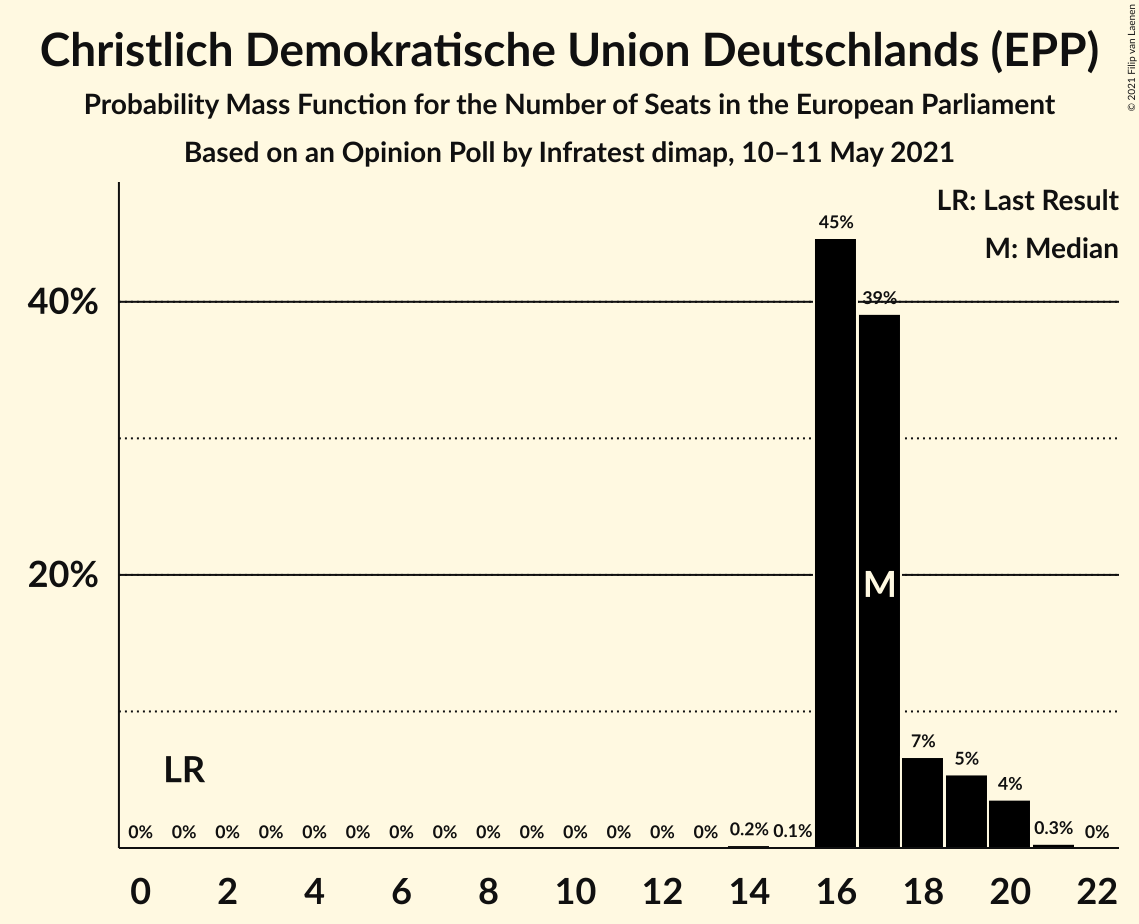 Christlich Demokratische Union Deutschlands (EPP)
Probability Mass Function for the Number of Seats in the European Parliament
Based on an Opinion Poll by Infratest dimap, 10–11 May 2021
© 2021 Filip van Laenen
LR: Last Result
M: Median
45%
40%
39%
20%
M
7%
5%
LR
4%
0% 0% 0% 0% 0% 0% 0% 0% 0% 0% 0% 0% 0% 0% 0.2% 0.1% 0.3% 0%
0 2 4 6 8 10 12 14 16 18 20 22